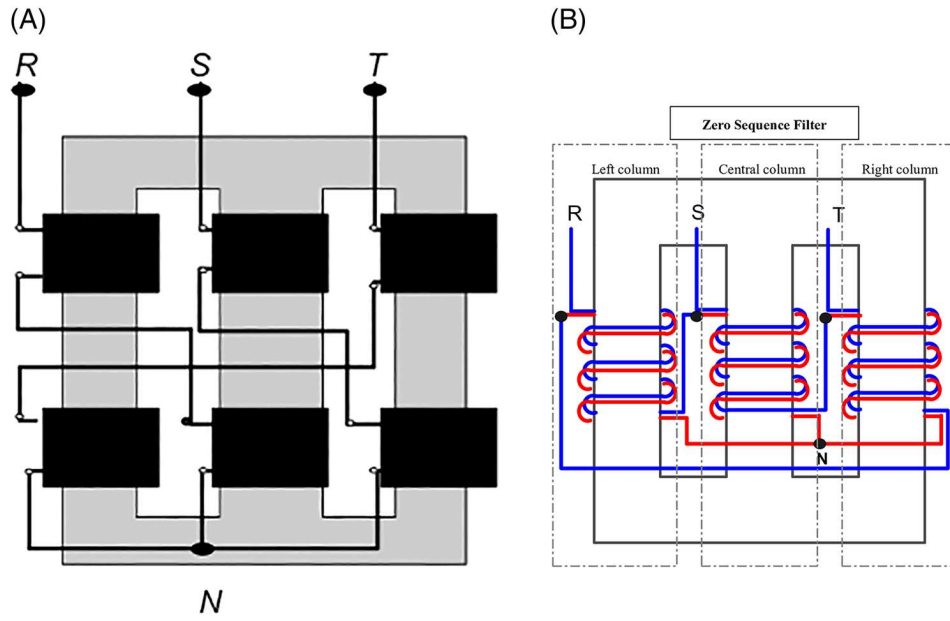 (A)
R S T
N
(B)
Zero Sequence Filter
Left column Central column Right column
R S T
N